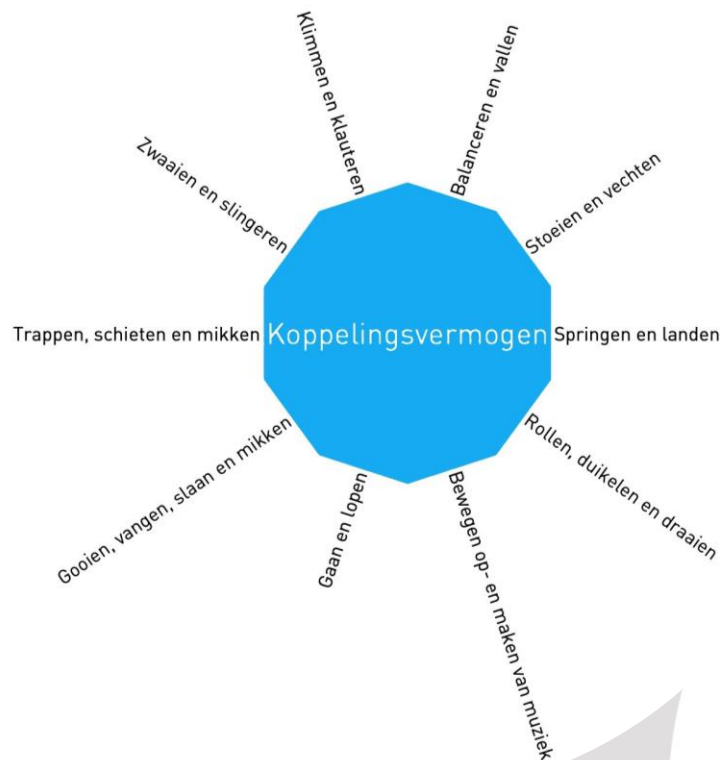 Klimmen en klauteren
Balanceren en vallen
Zwaaien en slingeren
Stoeien en vechten
Trappen, schieten en mikken
Koppelingsvermogen
Springen en landen
Gooien, vangen, slaan en mikken
Rollen, duikelen en draaien
Gaan en lopen
Bewegen op- en maken van muziek